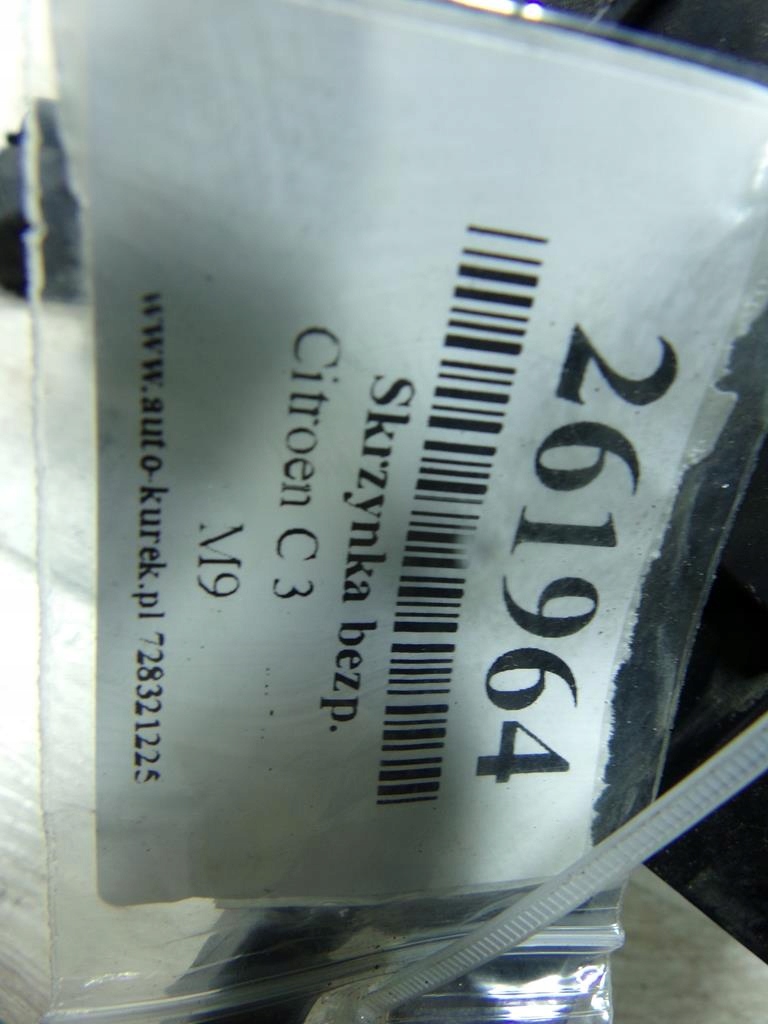 261964
Skrzynka bezp.
Citroen C 3
M9
www.auto-kurek.pl 728321225